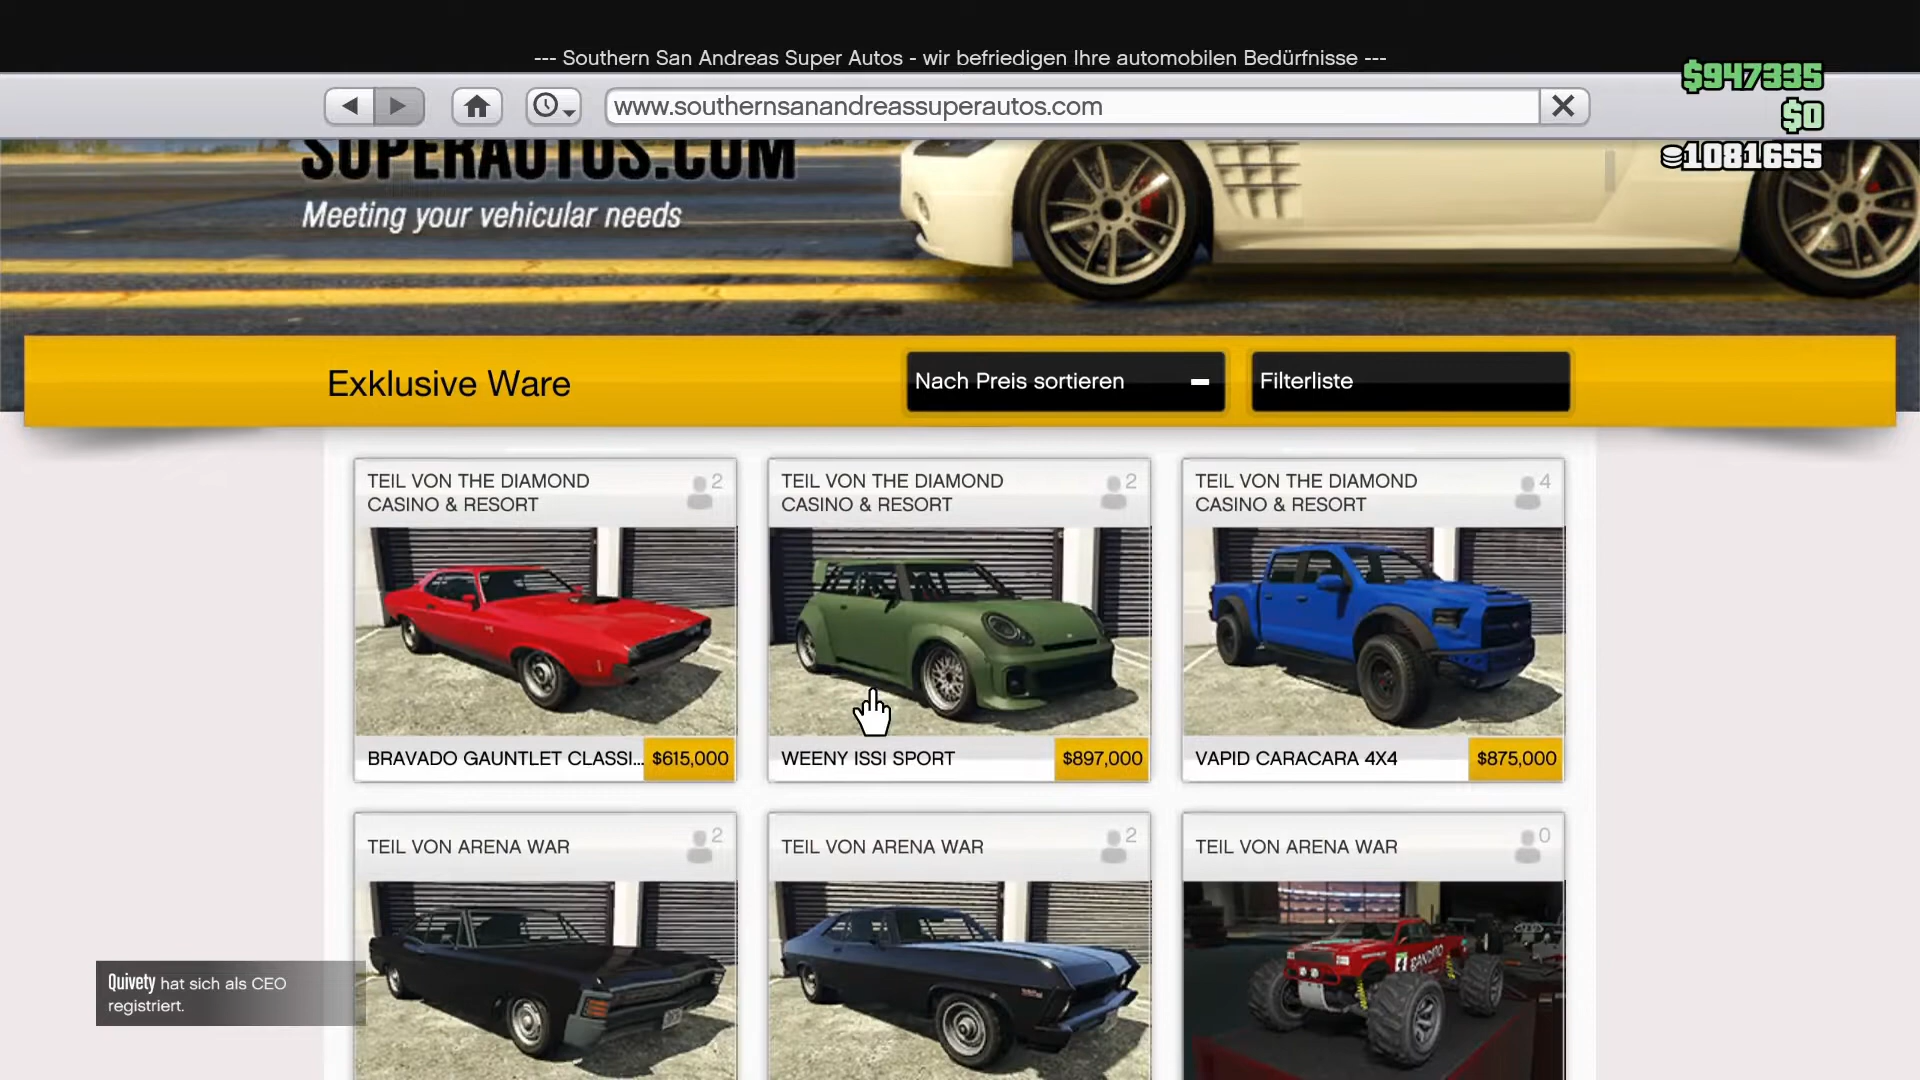 --- Southern San Andreas Super Autos - wir befriedigen Ihre automobilen Bedürfnisse ---
www.southernsanandreassuperautos.com
$947335
$0
1081655
SUPERAUTOS.COM
Meeting your vehicular needs
Exklusive Ware
Nach Preis sortieren
Filterliste
TEIL VON THE DIAMOND
CASINO & RESORT
2
TEIL VON THE DIAMOND
CASINO & RESORT
2
TEIL VON THE DIAMOND
CASINO & RESORT
4
BRAVADO GAUNTLET CLASSI... $615,000
WEENY ISSI SPORT $897,000
VAPID CARACARA 4X4 $875,000
TEIL VON ARENA WAR 2
TEIL VON ARENA WAR 2
TEIL VON ARENA WAR 0
BANDITO
Quivety hat sich als CEO
registriert.